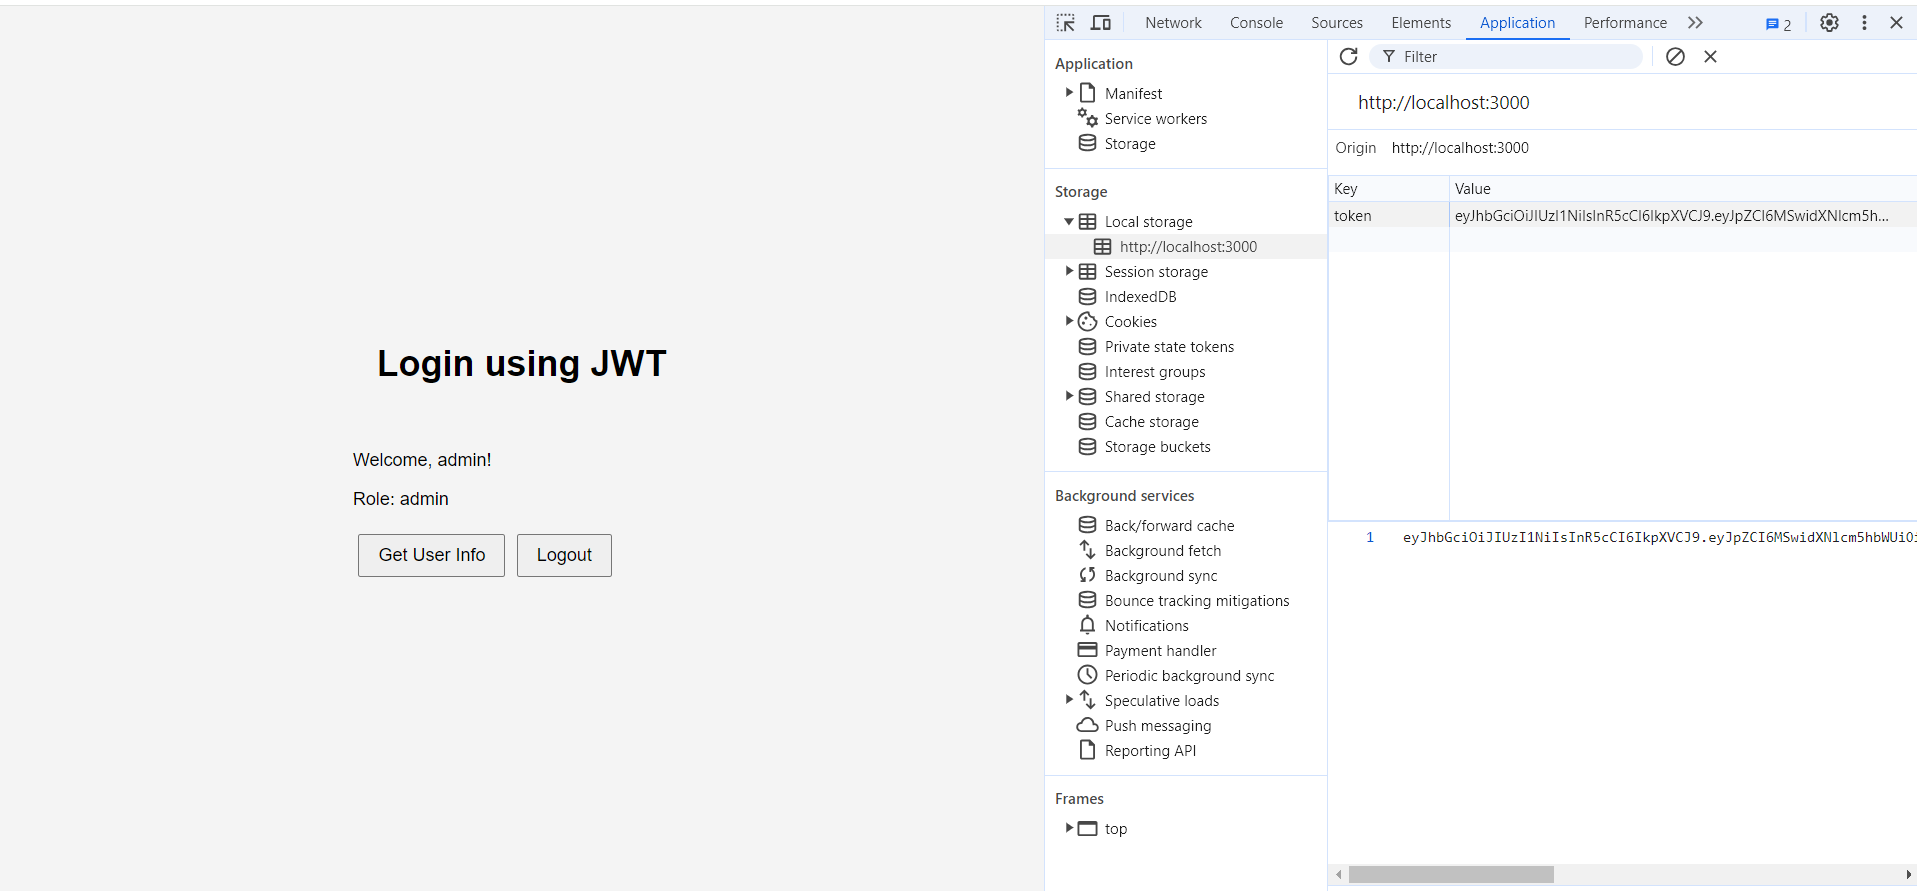 Login using JWT
Welcome, admin!
Role: admin
Get User Info
Logout
Network
Console
Sources
Elements
Application
Performance
2
Application
Manifest
Service workers
Storage
Storage
Local storage
http://localhost:3000
Session storage
IndexedDB
Cookies
Private state tokens
Interest groups
Shared storage
Cache storage
Storage buckets
Background services
Back/forward cache
Background fetch
Background sync
Bounce tracking mitigations
Notifications
Payment handler
Periodic background sync
Speculative loads
Push messaging
Reporting API
Frames
top
Filter
http://localhost:3000
Origin http://localhost:3000
Key Value
token eyJhbGciOiJIUzI1NiIsInR5cCI6IkpXVCJ9.eyJpZCI6MSwidXNlcm5h...
1 eyJhbGciOiJIUzI1NiIsInR5cCI6IkpXVCJ9.eyJpZCI6MSwidXNlcm5hbWUiOi